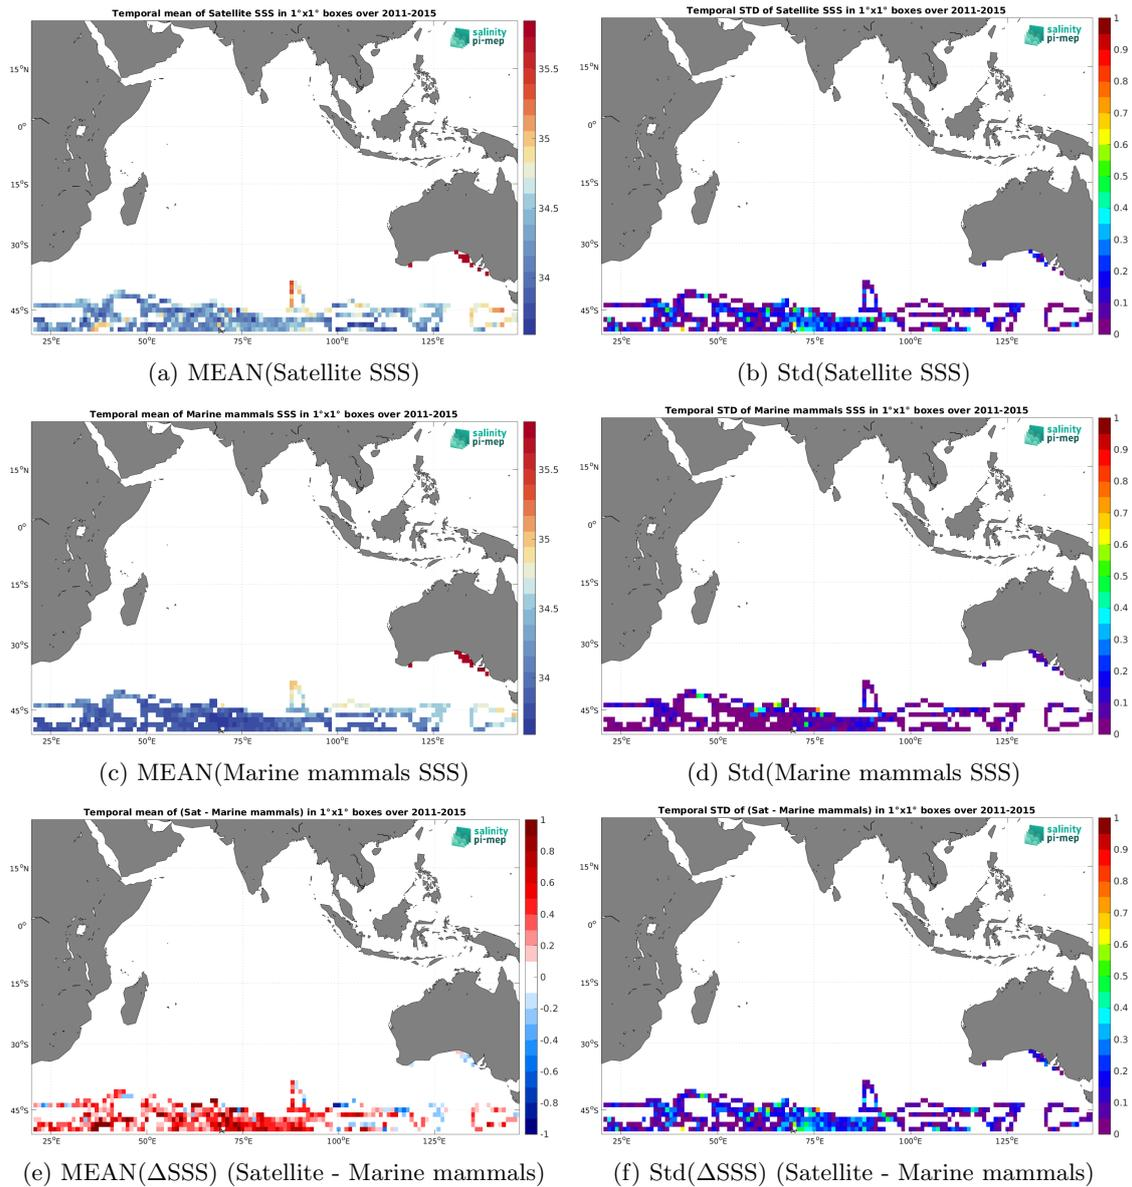 Temporal mean of Satellite SSS in 1°x1° boxes over 2011-2015
salinity
pi-mep
15°N
0°
15°S
30°S
45°S
25°E
50°E
75°E
100°E
125°E
35.5
35
34.5
34
(a) MEAN(Satellite SSS)
Temporal STD of Satellite SSS in 1°x1° boxes over 2011-2015
salinity
pi-mep
15°N
0°
15°S
30°S
45°S
25°E
50°E
75°E
100°E
125°E
1
0.9
0.8
0.7
0.6
0.5
0.4
0.3
0.2
0.1
0
(b) Std(Satellite SSS)
Temporal mean of Marine mammals SSS in 1°x1° boxes over 2011-2015
salinity
pi-mep
15°N
0°
15°S
30°S
45°S
25°E
50°E
75°E
100°E
125°E
35.5
35
34.5
34
(c) MEAN(Marine mammals SSS)
Temporal STD of Marine mammals SSS in 1°x1° boxes over 2011-2015
salinity
pi-mep
15°N
0°
15°S
30°S
45°S
25°E
50°E
75°E
100°E
125°E
1
0.9
0.8
0.7
0.6
0.5
0.4
0.3
0.2
0.1
0
(d) Std(Marine mammals SSS)
Temporal mean of (Sat - Marine mammals) in 1°x1° boxes over 2011-2015
salinity
pi-mep
15°N
0°
15°S
30°S
45°S
25°E
50°E
75°E
100°E
125°E
1
0.8
0.6
0.4
0.2
0
-0.2
-0.4
-0.6
-0.8
-1
(e) MEAN(ΔSSS) (Satellite - Marine mammals)
Temporal STD of (Sat - Marine mammals) in 1°x1° boxes over 2011-2015
salinity
pi-mep
15°N
0°
15°S
30°S
45°S
25°E
50°E
75°E
100°E
125°E
1
0.9
0.8
0.7
0.6
0.5
0.4
0.3
0.2
0.1
0
(f) Std(ΔSSS) (Satellite - Marine mammals)